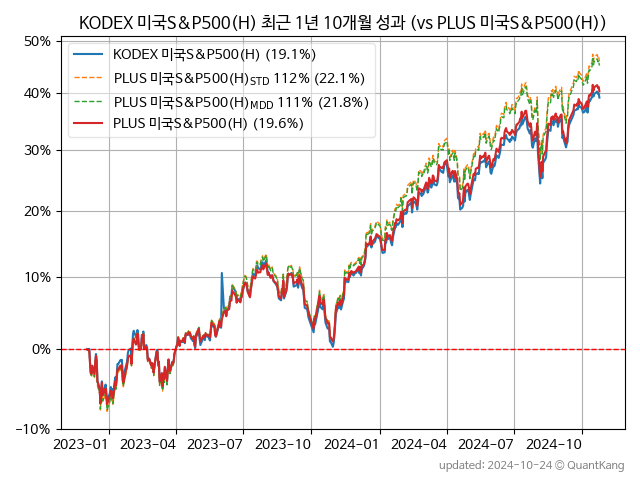 KODEX 미국S&P500(H) 최근 1년 10개월 성과 (vs PLUS 미국S&P500(H))
50%
40%
30%
20%
10%
0%
−10%
KODEX 미국S&P500(H) (19.1%)
PLUS 미국S&P500(H)STD 112% (22.1%)
PLUS 미국S&P500(H)MDD 111% (21.8%)
PLUS 미국S&P500(H) (19.6%)
2023-01 2023-04 2023-07 2023-10 2024-01 2024-04 2024-07 2024-10
updated: 2024-10-24 © QuantKang